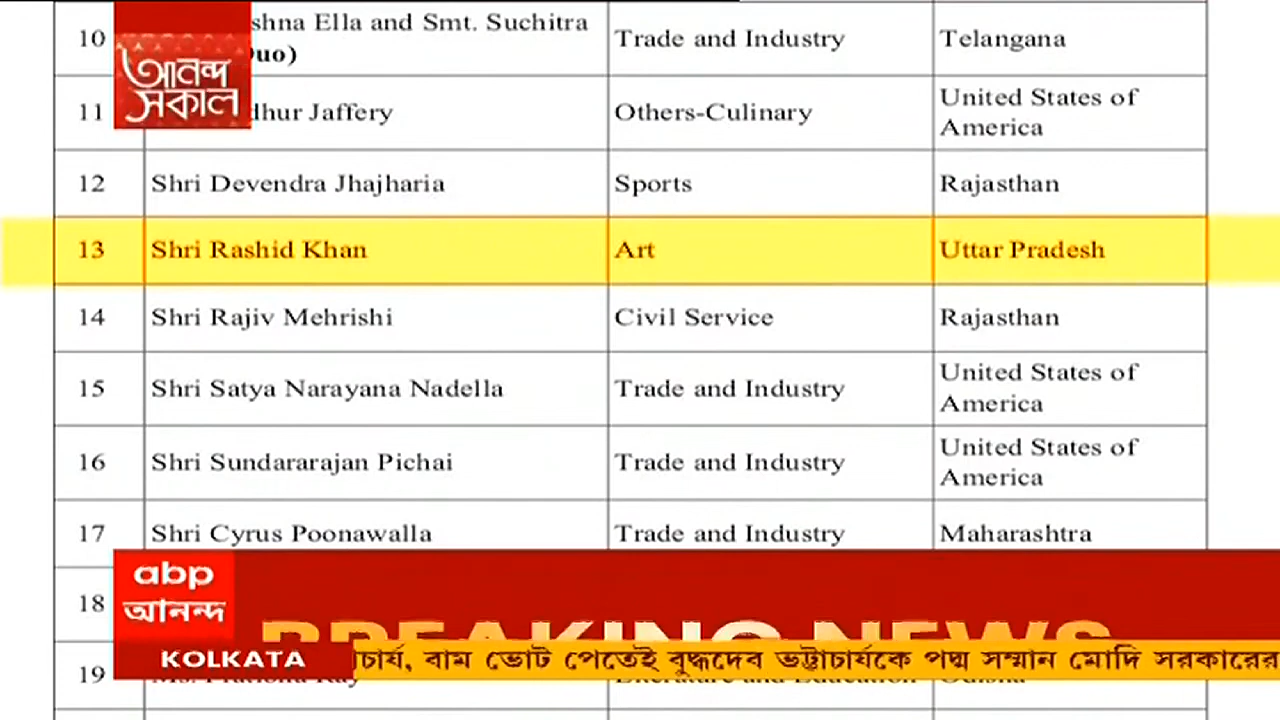 10 shna Ella and Smt. Suchitra Trade and Industry Telangana
uo)
আনন্দ
সকাল
11 dhur Jaffery Others-Culinary United States of
America
12 Shri Devendra Jhajharia Sports Rajasthan
13 Shri Rashid Khan Art Uttar Pradesh
14 Shri Rajiv Mehrishi Civil Service Rajasthan
15 Shri Satya Narayana Nadella Trade and Industry United States of
America
16 Shri Sundararajan Pichai Trade and Industry United States of
America
17 Shri Cyrus Poonawalla Trade and Industry Maharashtra
18
abp
আনন্দ
BREAKING NEWS
KOLKATA
চার্য, বাম ভোট পেতেই বুদ্ধদেব ভট্টাচার্যকে পদ্ম সম্মান মোদি সরকারের
19